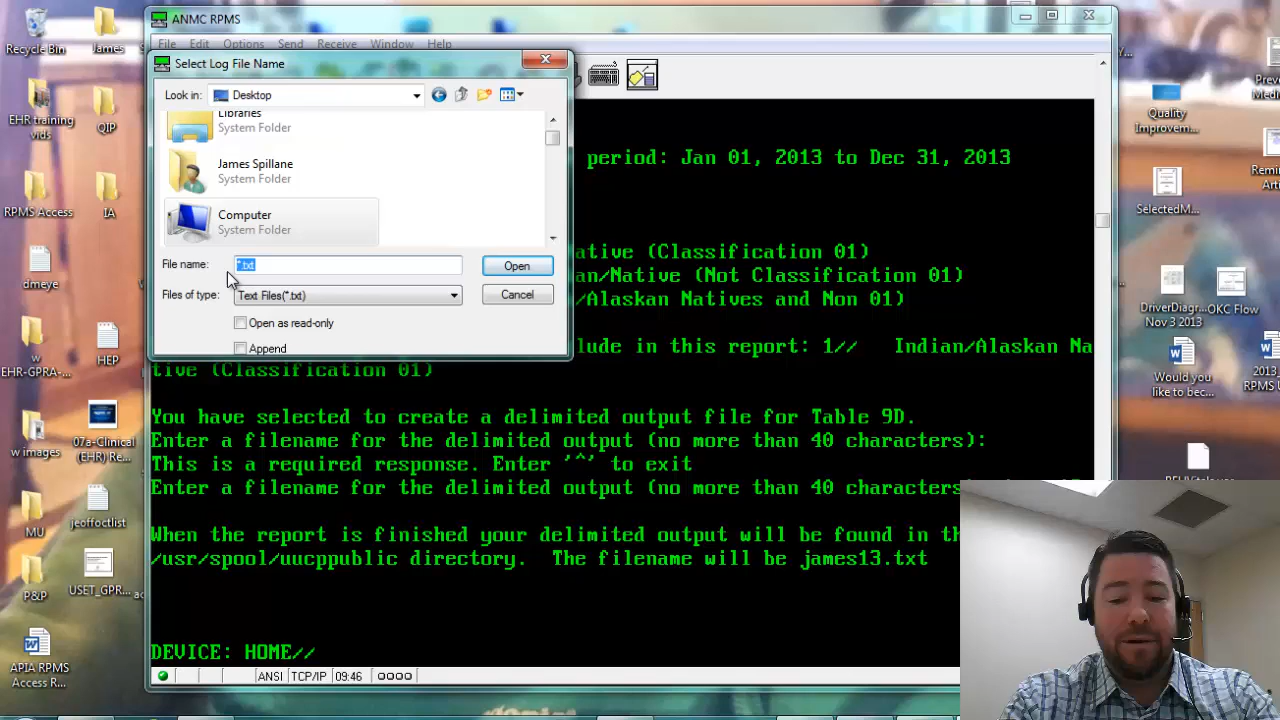 ANMC RPMS
File Edit Options Send Receive Window Help
Select Log File Name
Look in: Desktop
Libraries
System Folder
James Spillane
System Folder
Computer
System Folder
File name: *.txt
Open
Files of type: Text Files(*.txt)
Cancel
Open as read-only
Append
period: Jan 01, 2013 to Dec 31, 2013
ative (Classification 01)
an/Native (Not Classification 01)
/Alaskan Natives and Non 01)
lude in this report: 1// Indian/Alaskan Na
tive (Classification 01)
You have selected to create a delimited output file for Table 9D.
Enter a filename for the delimited output (no more than 40 characters):
This is a required response. Enter '^' to exit
Enter a filename for the delimited output (no more than 40 characters
When the report is finished your delimited output will be found in th
/usr/spool/uucppublic directory. The filename will be james13.txt
DEVICE: HOME//
ANSI TCP/IP 09:46
Recycle Bin
James
EHR training
vids
QIP
RPMS Access
IA
dmeye
w
EHR-GPRA-...
HEP
w images
07a-Clinical
(EHR) Re...
MU
jeoffoctlist
P&P
USET_GPR...
APIA RPMS
Access R...
Quality
Improvem...
Preve
Medi
SelectedM...
Remin
Arti
DriverDiagr...
Nov 3 2013
OKC Flow
Would you
like to bec...
2013_
RPMS U